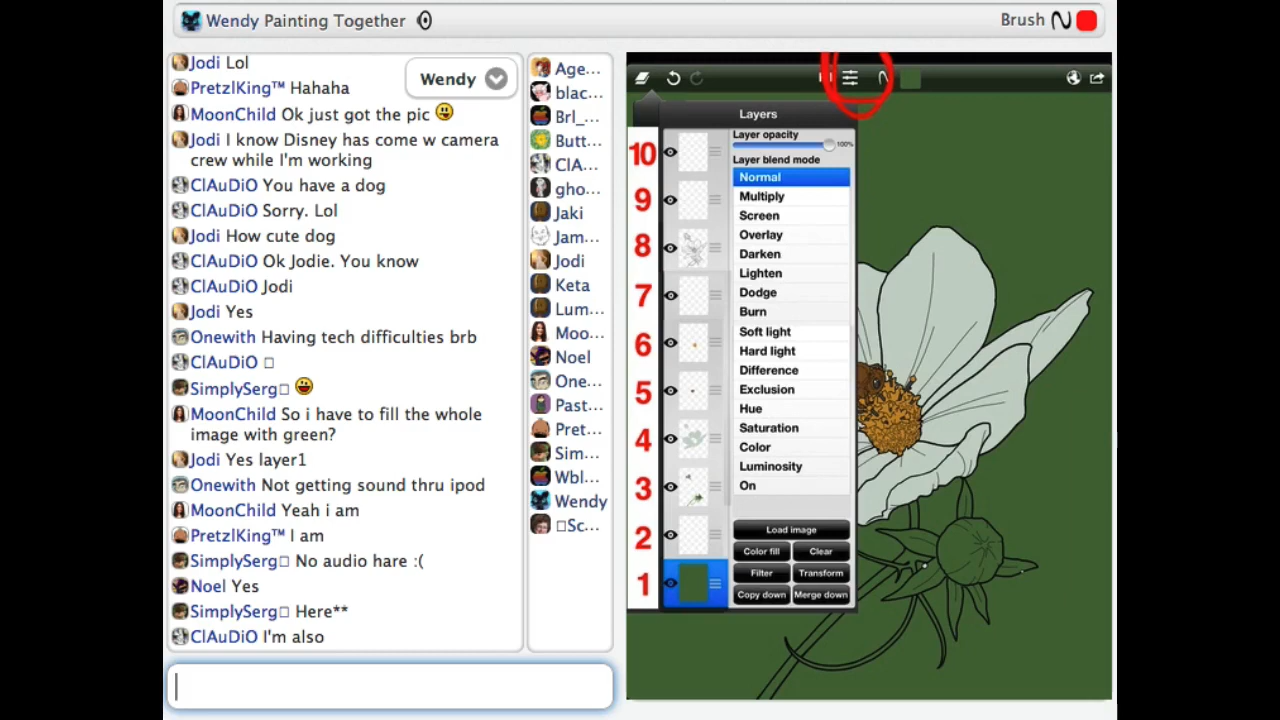 Wendy Painting Together
Brush
Jodi Lol
PretzlKing™ Hahaha
MoonChild Ok just got the pic
Jodi I know Disney has come w camera
crew while I'm working
ClAuDiO You have a dog
ClAuDiO Sorry. Lol
Jodi How cute dog
ClAuDiO Ok Jodie. You know
ClAuDiO Jodi
Jodi Yes
Onewith Having tech difficulties brb
ClAuDiO
SimplySerg
MoonChild So i have to fill the whole
image with green?
Jodi Yes layer1
Onewith Not getting sound thru ipod
MoonChild Yeah i am
PretzlKing™ I am
SimplySerg No audio hare :(
Noel Yes
SimplySerg Here**
ClAuDiO I'm also
Wendy
Age...
blac...
Brl_...
Butt...
ClA...
gho...
Jaki
Jam...
Jodi
Keta
Lum...
Moo...
Noel
One...
Past...
Pret...
Sim...
Wbl...
Wendy
Sc...
Layers
10
9
8
7
6
5
4
3
2
1
Layer opacity
100%
Layer blend mode
Normal
Multiply
Screen
Overlay
Darken
Lighten
Dodge
Burn
Soft light
Hard light
Difference
Exclusion
Hue
Saturation
Color
Luminosity
On
Load image
Color fill Clear
Filter Transform
Copy down Merge down